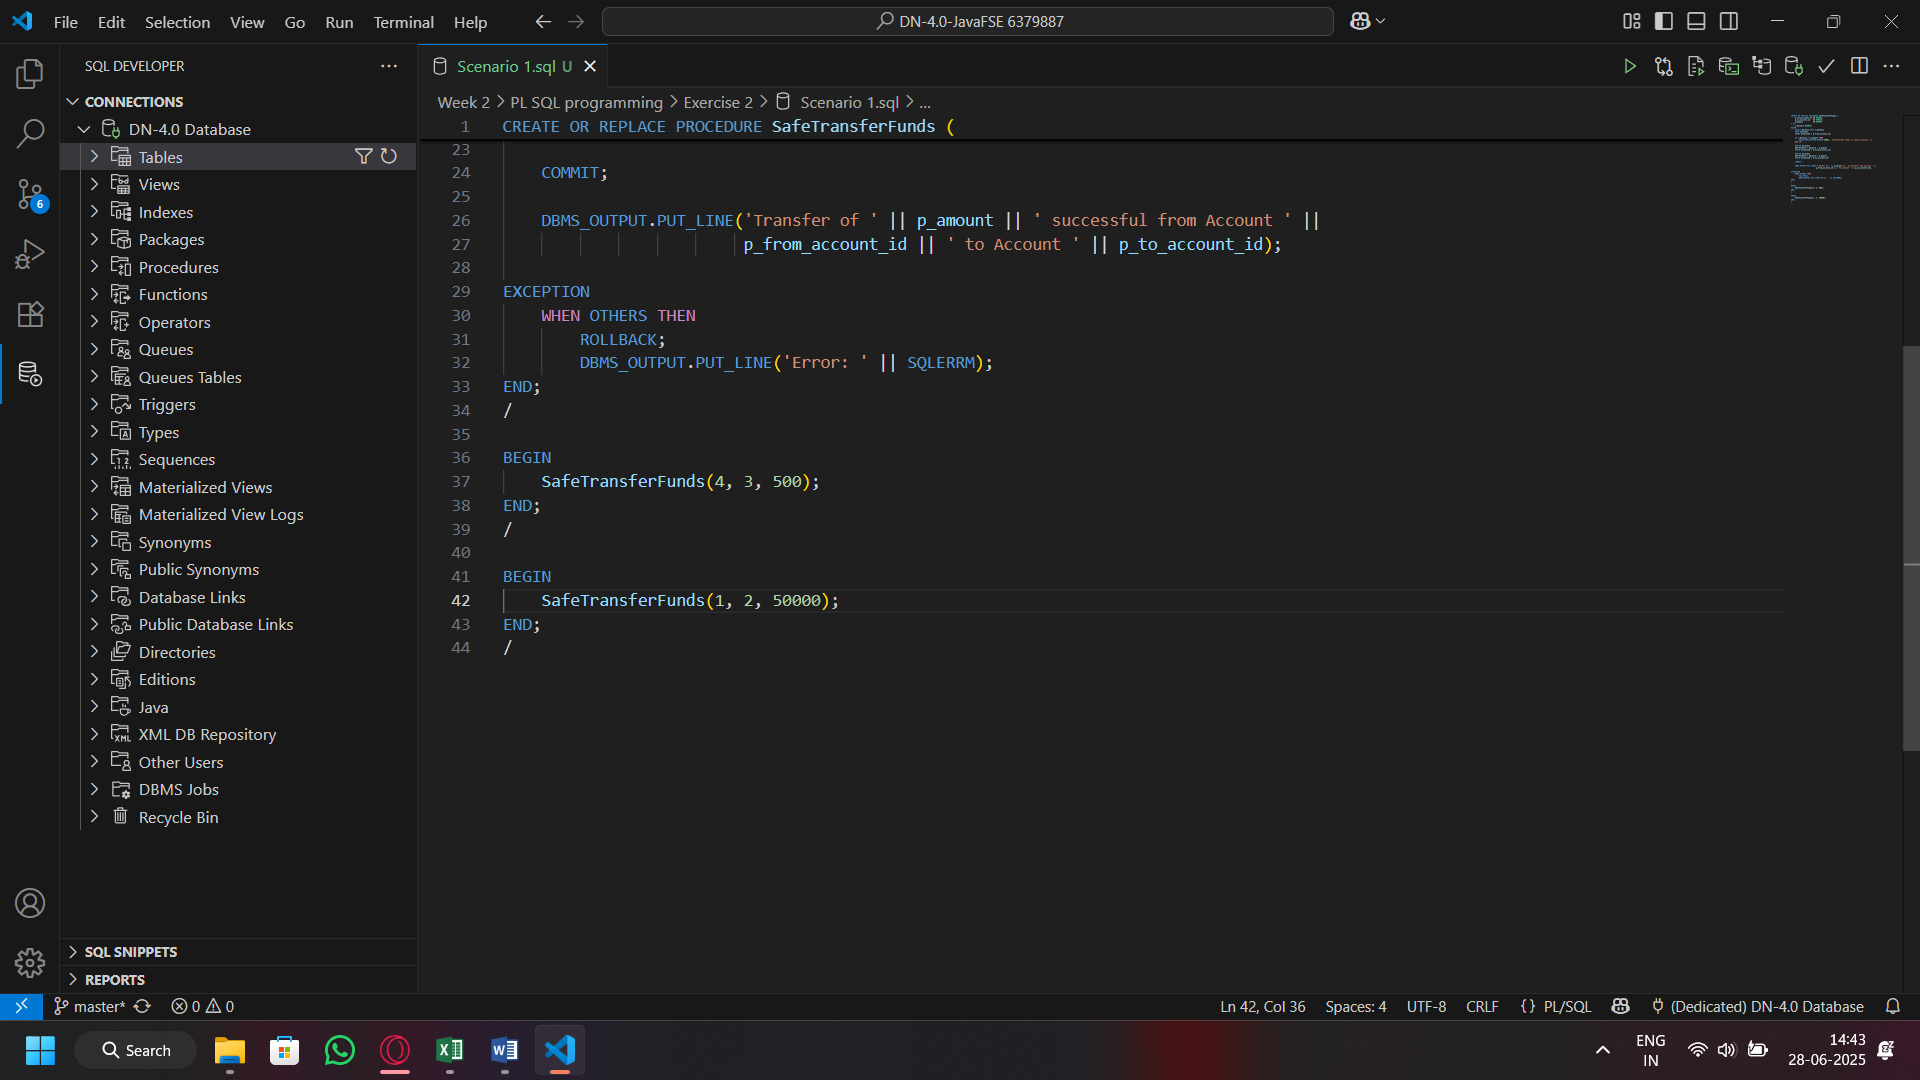 File Edit Selection View Go Run Terminal Help
DN-4.0-JavaFSE 6379887
SQL DEVELOPER
CONNECTIONS
DN-4.0 Database
Tables
Views
Indexes
Packages
Procedures
Functions
Operators
Queues
Queues Tables
Triggers
Types
Sequences
Materialized Views
Materialized View Logs
Synonyms
Public Synonyms
Database Links
Public Database Links
Directories
Editions
Java
XML DB Repository
Other Users
DBMS Jobs
Recycle Bin
SQL SNIPPETS
REPORTS
6
Scenario 1.sql U
Week 2 > PL SQL programming > Exercise 2 > Scenario 1.sql > ...
1 CREATE OR REPLACE PROCEDURE SafeTransferFunds (
23
24 COMMIT;
25
26 DBMS_OUTPUT.PUT_LINE('Transfer of ' || p_amount || ' successful from Account ' ||
27 p_from_account_id || ' to Account ' || p_to_account_id);
28
29 EXCEPTION
30 WHEN OTHERS THEN
31 ROLLBACK;
32 DBMS_OUTPUT.PUT_LINE('Error: ' || SQLERRM);
33 END;
34 /
35
36 BEGIN
37 SafeTransferFunds(4, 3, 500);
38 END;
39 /
40
41 BEGIN
42 SafeTransferFunds(1, 2, 50000);
43 END;
44 /
master* 0 0
Ln 42, Col 36 Spaces: 4 UTF-8 CRLF {} PL/SQL (Dedicated) DN-4.0 Database
Search
ENG
IN
14:43
28-06-2025